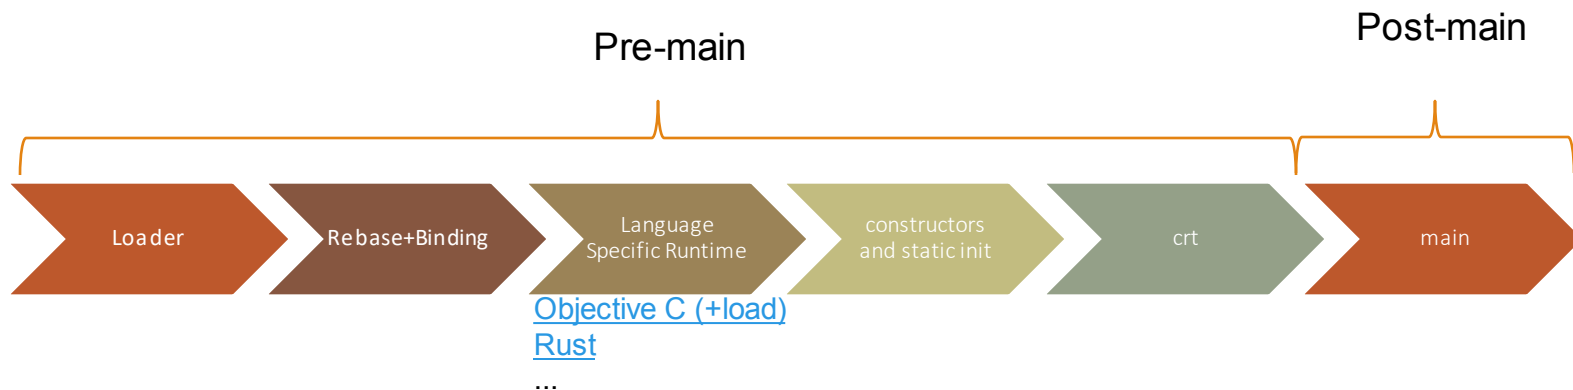 Pre-main
Post-main
Loader
Rebase+Binding
Language
Specific Runtime
constructors
and static init
crt
main
Objective C (+load)
Rust
...